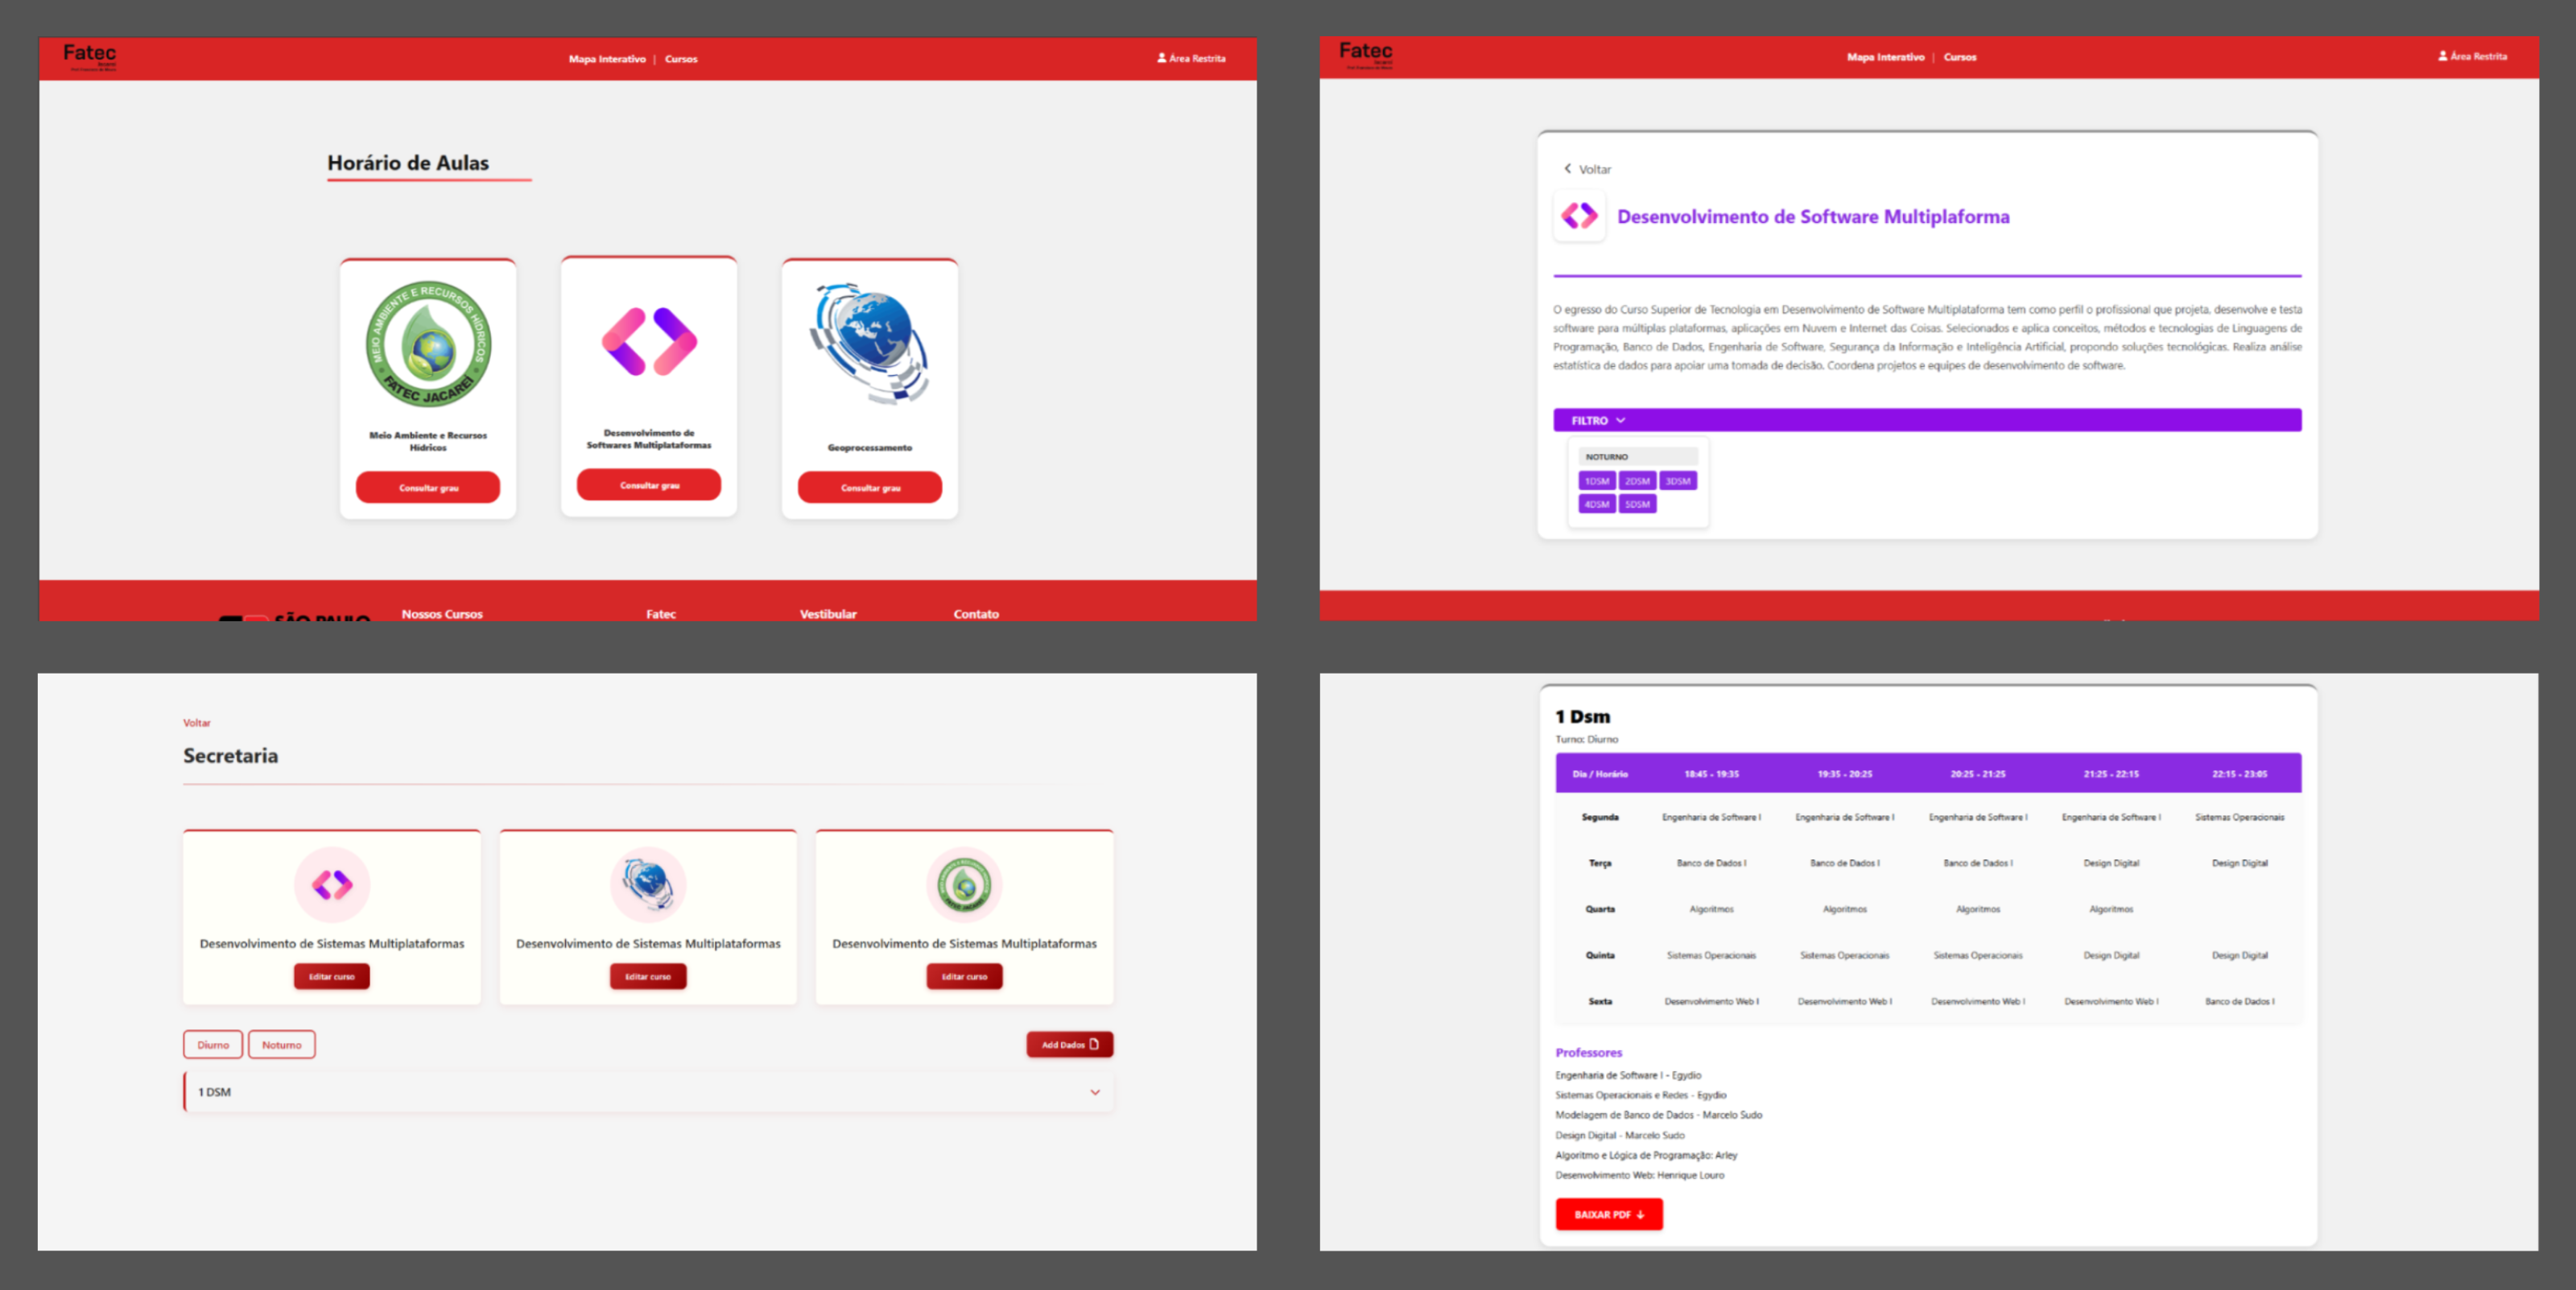 Fatec
Jacareí
Mapa Interativo | Cursos
Área Restrita
Horário de Aulas
MEIO AMBIENTE E RECURSOS HÍDRICOS
FATEC JACAREÍ
Meio Ambiente e Recursos
Hídricos
Consultar grau
Desenvolvimento de
Softwares Multiplataformas
Consultar grau
Geoprocessamento
Consultar grau
SÃO PAULO
Nossos Cursos
Fatec
Vestibular
Contato
Fatec
Jacareí
Mapa Interativo | Cursos
Área Restrita
Voltar
Desenvolvimento de Software Multiplaforma
O egresso do Curso Superior de Tecnologia em Desenvolvimento de Software Multiplataforma tem como perfil o profissional que projeta, desenvolve e testa
software para múltiplas plataformas, aplicações em Nuvem e Internet das Coisas. Selecionados e aplica conceitos, métodos e tecnologias de Linguagens de
Programação, Banco de Dados, Engenharia de Software, Segurança da Informação e Inteligência Artificial, propondo soluções tecnológicas. Realiza análise
estatística de dados para apoiar uma tomada de decisão. Coordena projetos e equipes de desenvolvimento de software.
FILTRO
NOTURNO
1DSM 2DSM 3DSM
4DSM 5DSM
Voltar
Secretaria
Desenvolvimento de Sistemas Multiplataformas
Editar curso
Desenvolvimento de Sistemas Multiplataformas
Editar curso
Desenvolvimento de Sistemas Multiplataformas
Editar curso
Diurno
Noturno
Add Dados
1 DSM
1 Dsm
Turno: Diurno
Dia / Horário 18:45 - 19:35 19:35 - 20:25 20:25 - 21:25 21:25 - 22:15 22:15 - 23:05
Segunda Engenharia de Software I Engenharia de Software I Engenharia de Software I Engenharia de Software I Sistemas Operacionais
Terça Banco de Dados I Banco de Dados I Banco de Dados I Design Digital Design Digital
Quarta Algoritmos Algoritmos Algoritmos Algoritmos
Quinta Sistemas Operacionais Sistemas Operacionais Sistemas Operacionais Design Digital Design Digital
Sexta Desenvolvimento Web I Desenvolvimento Web I Desenvolvimento Web I Desenvolvimento Web I Banco de Dados I
Professores
Engenharia de Software I - Egydio
Sistemas Operacionais e Redes - Egydio
Modelagem de Banco de Dados - Marcelo Sudo
Design Digital - Marcelo Sudo
Algoritmo e Lógica de Programação: Arley
Desenvolvimento Web: Henrique Louro
BAIXAR PDF